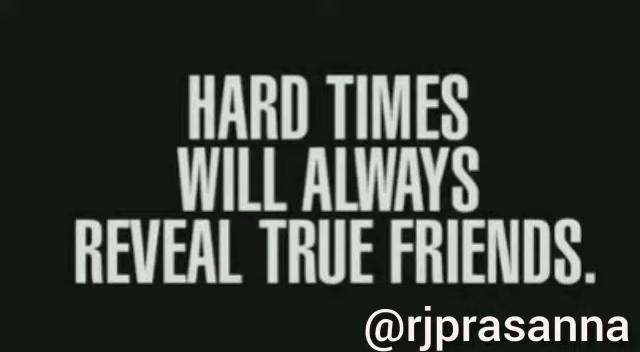 HARD TIMES
WILL ALWAYS
REVEAL TRUE FRIENDS.
@rjprasanna